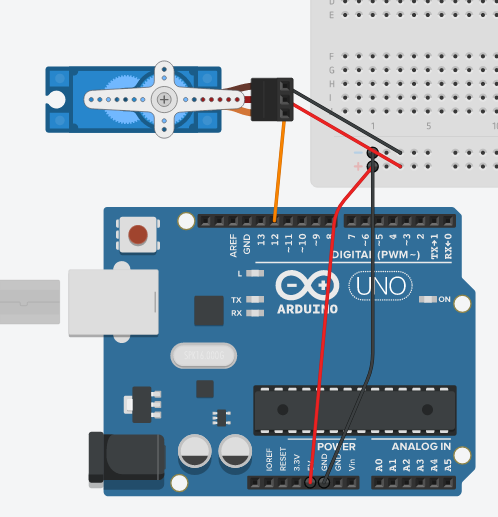 D
E
F
G
H
I
J
1 5 10
−
+
AREF GND 13 12 ~11 ~10 ~9 8 7 ~6 ~5 4 ~3 2 TX→1 RX←0
DIGITAL (PWM~)
L
TX
RX
UNO
ON
ARDUINO
POWER ANALOG IN
IOREF RESET 3.3V 5V GND GND Vin A0 A1 A2 A3 A4 A5